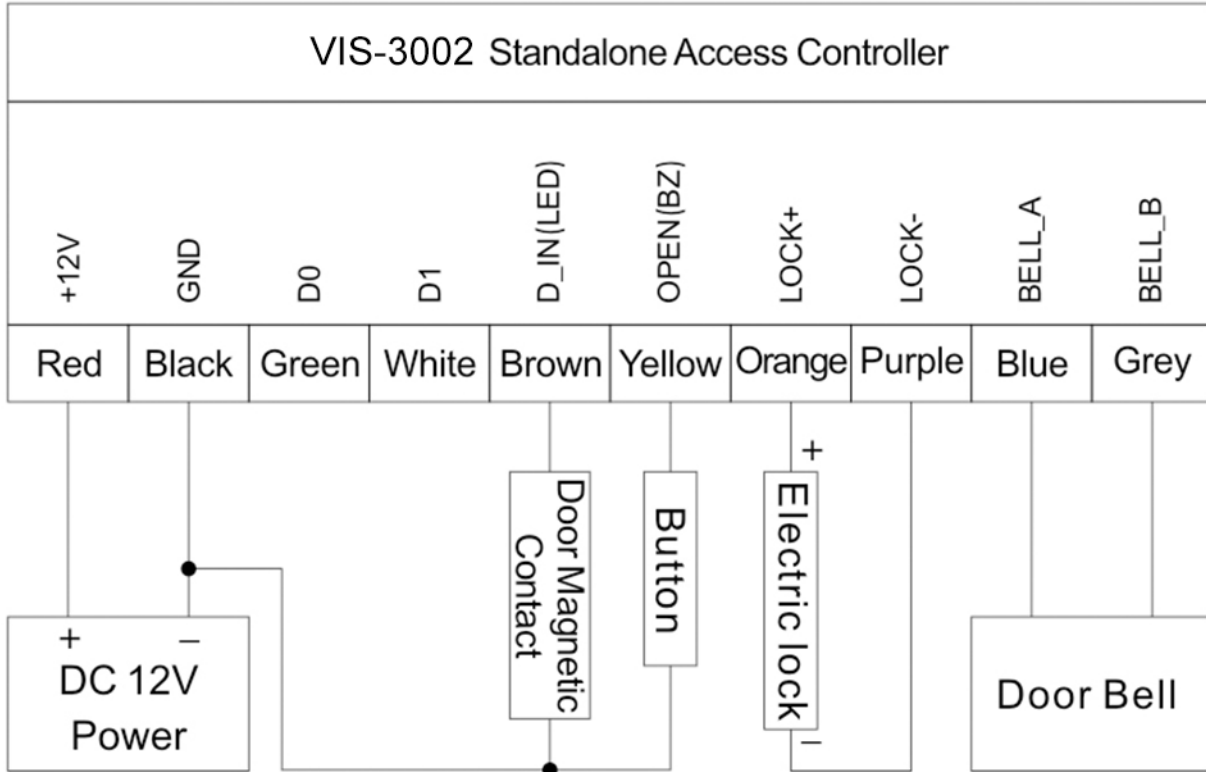 VIS-3002 Standalone Access Controller
+12V
GND
D0
D1
D_IN(LED)
OPEN(BZ)
LOCK+
LOCK-
BELL_A
BELL_B
Red
Black
Green
White
Brown
Yellow
Orange
Purple
Blue
Grey
+
−
DC 12V
Power
Door Magnetic
Contact
Button
+
Electric lock
−
Door Bell